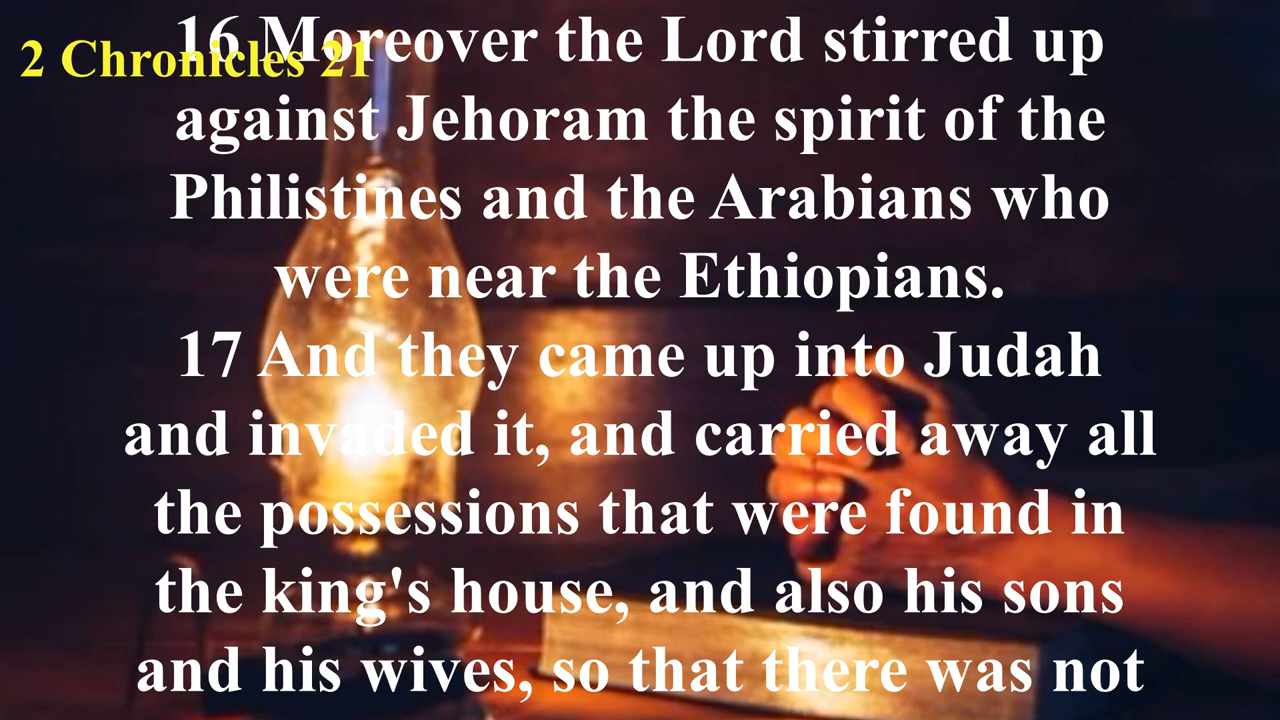 2 Chronicles 21
16 Moreover the Lord stirred up
against Jehoram the spirit of the
Philistines and the Arabians who
were near the Ethiopians.
17 And they came up into Judah
and invaded it, and carried away all
the possessions that were found in
the king's house, and also his sons
and his wives, so that there was not